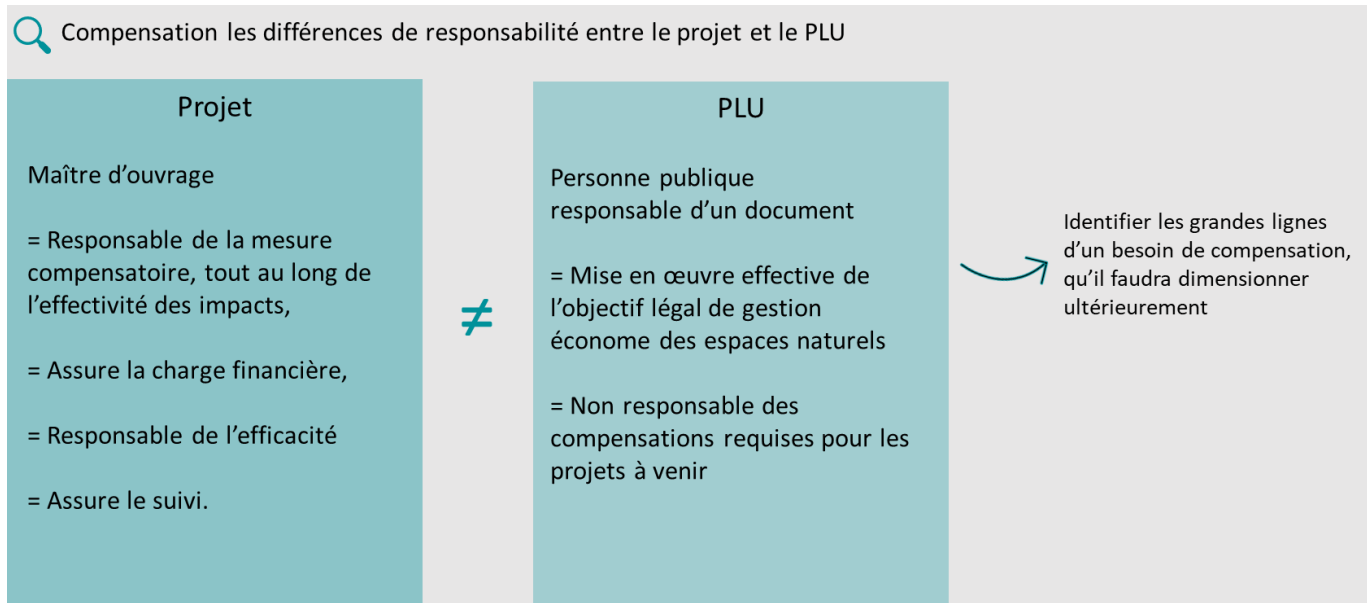 Compensation les différences de responsabilité entre le projet et le PLU
Projet
Maître d’ouvrage
= Responsable de la mesure
compensatoire, tout au long de
l’effectivité des impacts,
= Assure la charge financière,
= Responsable de l’efficacité
= Assure le suivi.
≠
PLU
Personne publique
responsable d’un document
= Mise en œuvre effective de
l’objectif légal de gestion
économe des espaces naturels
= Non responsable des
compensations requises pour les
projets à venir
Identifier les grandes lignes
d’un besoin de compensation,
qu’il faudra dimensionner
ultérieurement